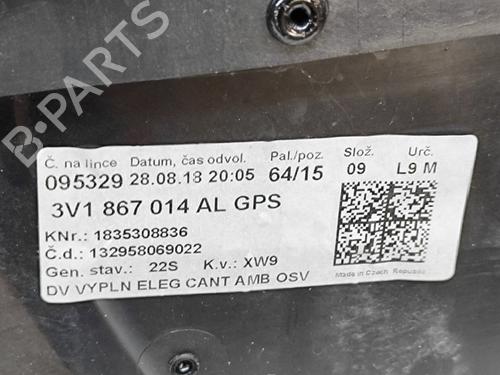 Č. na lince Datum, čas odvol. Pal./poz. Slož. Urč.
095329 28.08.18 20:05 64/15 09 L9 M
3V1 867 014 AL GPS
KNr.: 1835308836
Č.d.: 132958069022
Gen. stav.: 22S K.v.: XW9
DV VYPLN ELEG CANT AMB OSV
Made in Czech Republic
B-PARTS